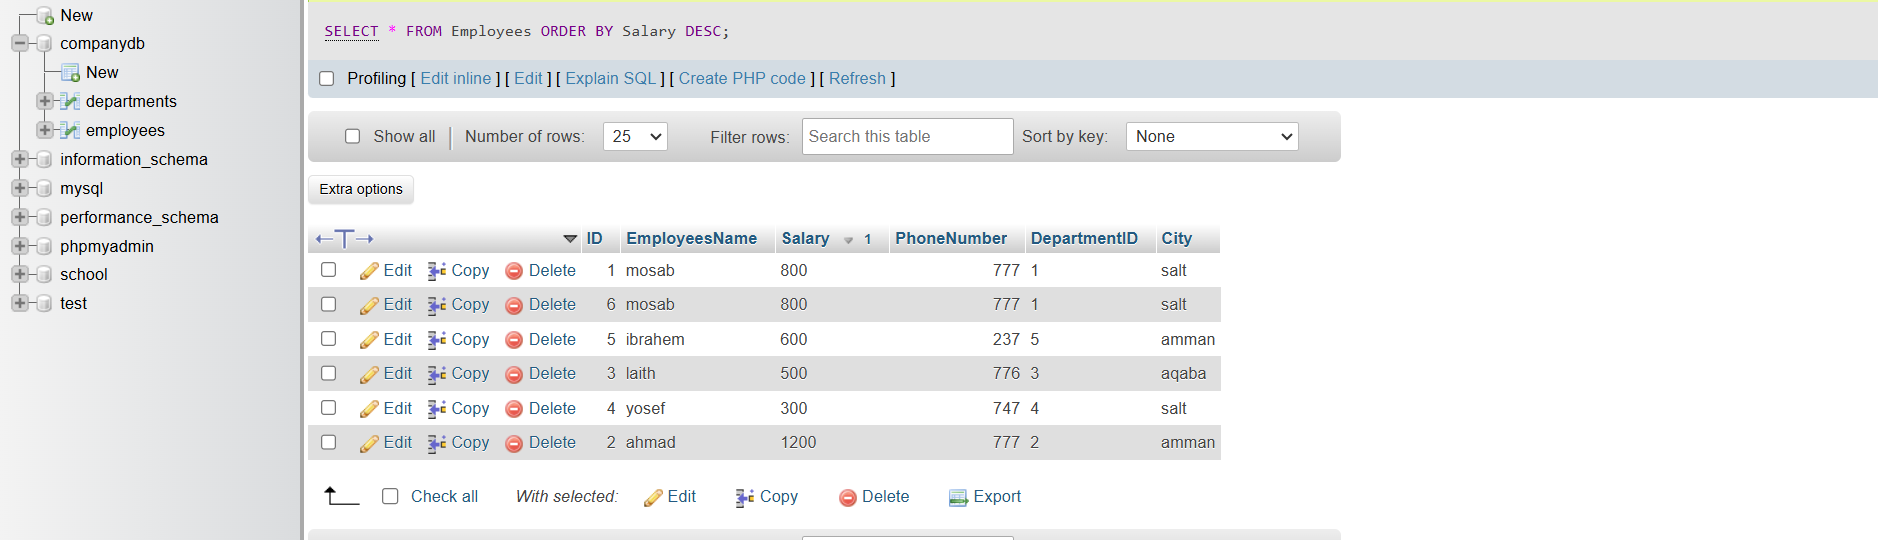 New
companydb
New
departments
employees
information_schema
mysql
performance_schema
phpmyadmin
school
test
SELECT * FROM Employees ORDER BY Salary DESC;
Profiling [ Edit inline ] [ Edit ] [ Explain SQL ] [ Create PHP code ] [ Refresh ]
Show all Number of rows: 25 Filter rows: Search this table Sort by key: None
Extra options
ID EmployeesName Salary 1 PhoneNumber DepartmentID City
Edit Copy Delete 1 mosab 800 777 1 salt
Edit Copy Delete 6 mosab 800 777 1 salt
Edit Copy Delete 5 ibrahem 600 237 5 amman
Edit Copy Delete 3 laith 500 776 3 aqaba
Edit Copy Delete 4 yosef 300 747 4 salt
Edit Copy Delete 2 ahmad 1200 777 2 amman
Check all With selected: Edit Copy Delete Export